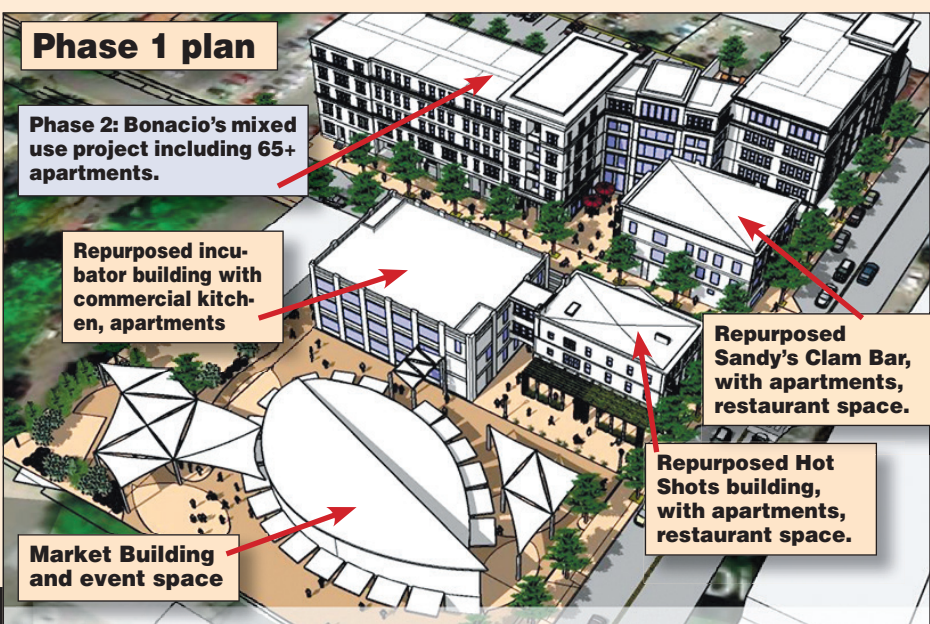 Phase 1 plan
Phase 2: Bonacio’s mixed
use project including 65+
apartments.
Repurposed incu-
bator building with
commercial kitch-
en, apartments
Repurposed
Sandy’s Clam Bar,
with apartments,
restaurant space.
Repurposed Hot
Shots building,
with apartments,
restaurant space.
Market Building
and event space